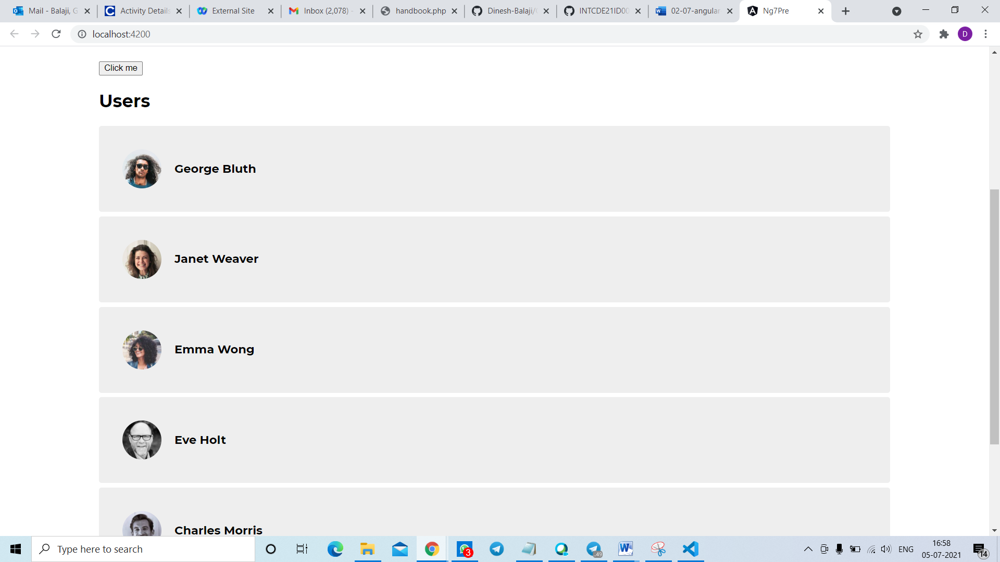 Mail - Balaji, G
Activity Details
External Site
Inbox (2,078) -
handbook.php
Dinesh-Balaji/
INTCDE21ID00
02-07-angular
Ng7Pre
localhost:4200
D
Click me
Users
George Bluth
Janet Weaver
Emma Wong
Eve Holt
Charles Morris
Type here to search
3
.49
ENG
16:58
05-07-2021
14